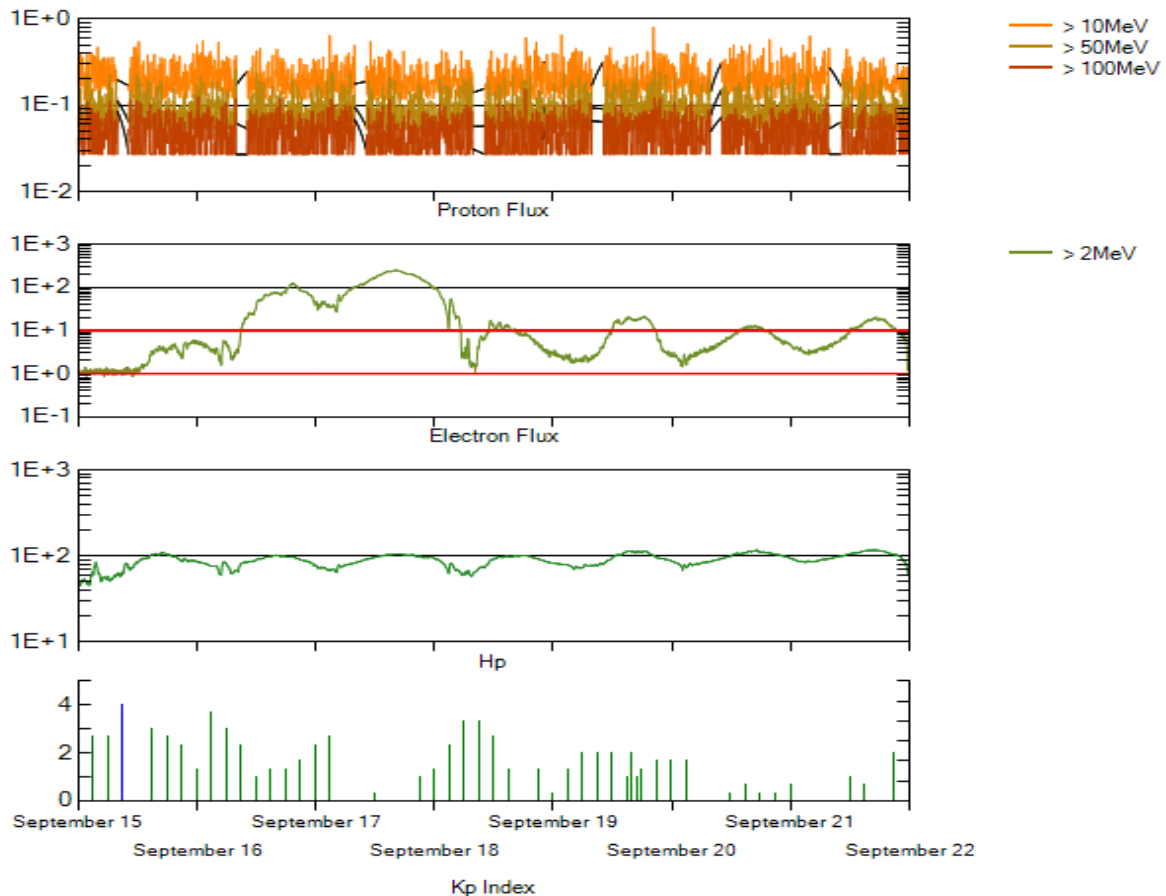 1E+0
1E-1
1E-2
Proton Flux
> 10MeV
> 50MeV
> 100MeV
1E+3
1E+2
1E+1
1E+0
1E-1
Electron Flux
> 2MeV
1E+3
1E+2
1E+1
Hp
4
2
0
September 15 September 17 September 19 September 21
September 16 September 18 September 20 September 22
Kp Index